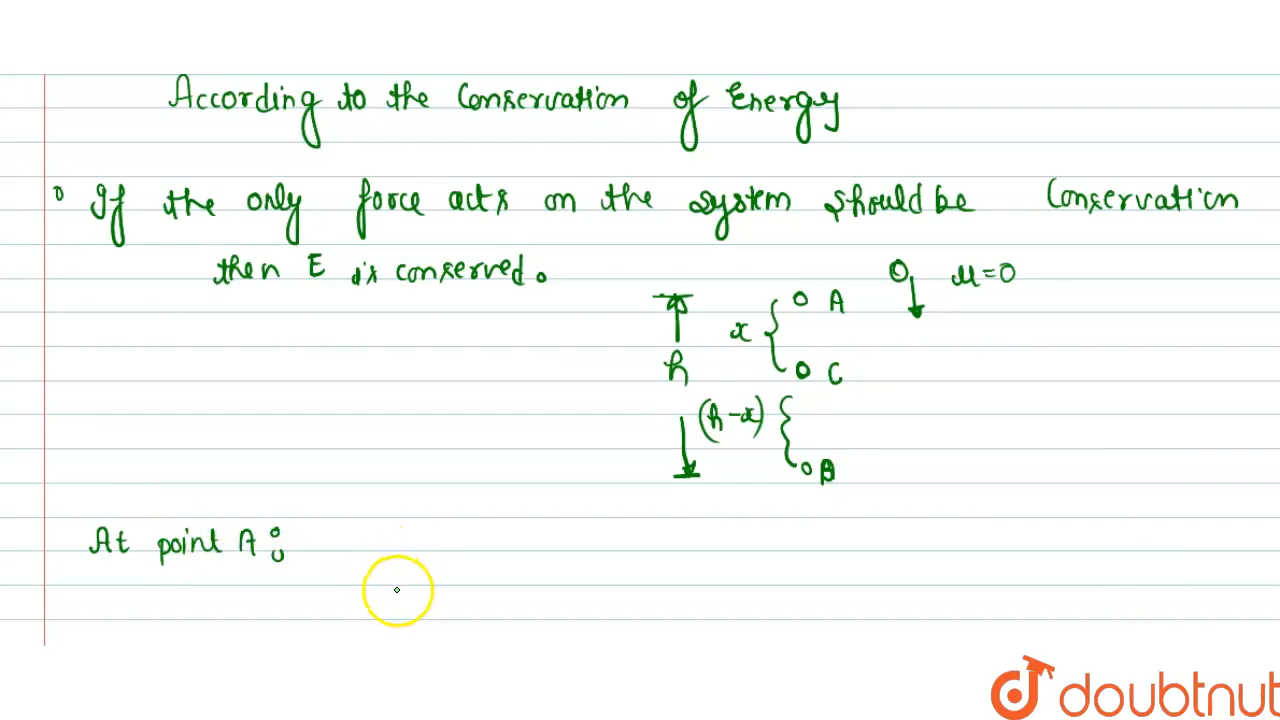 According to the Conservation of Energy
If the only force acts on the system should be Conservation
then E is conserved.
u=0
A
x
h
C
(h-x)
B
At point A:
doubtnut